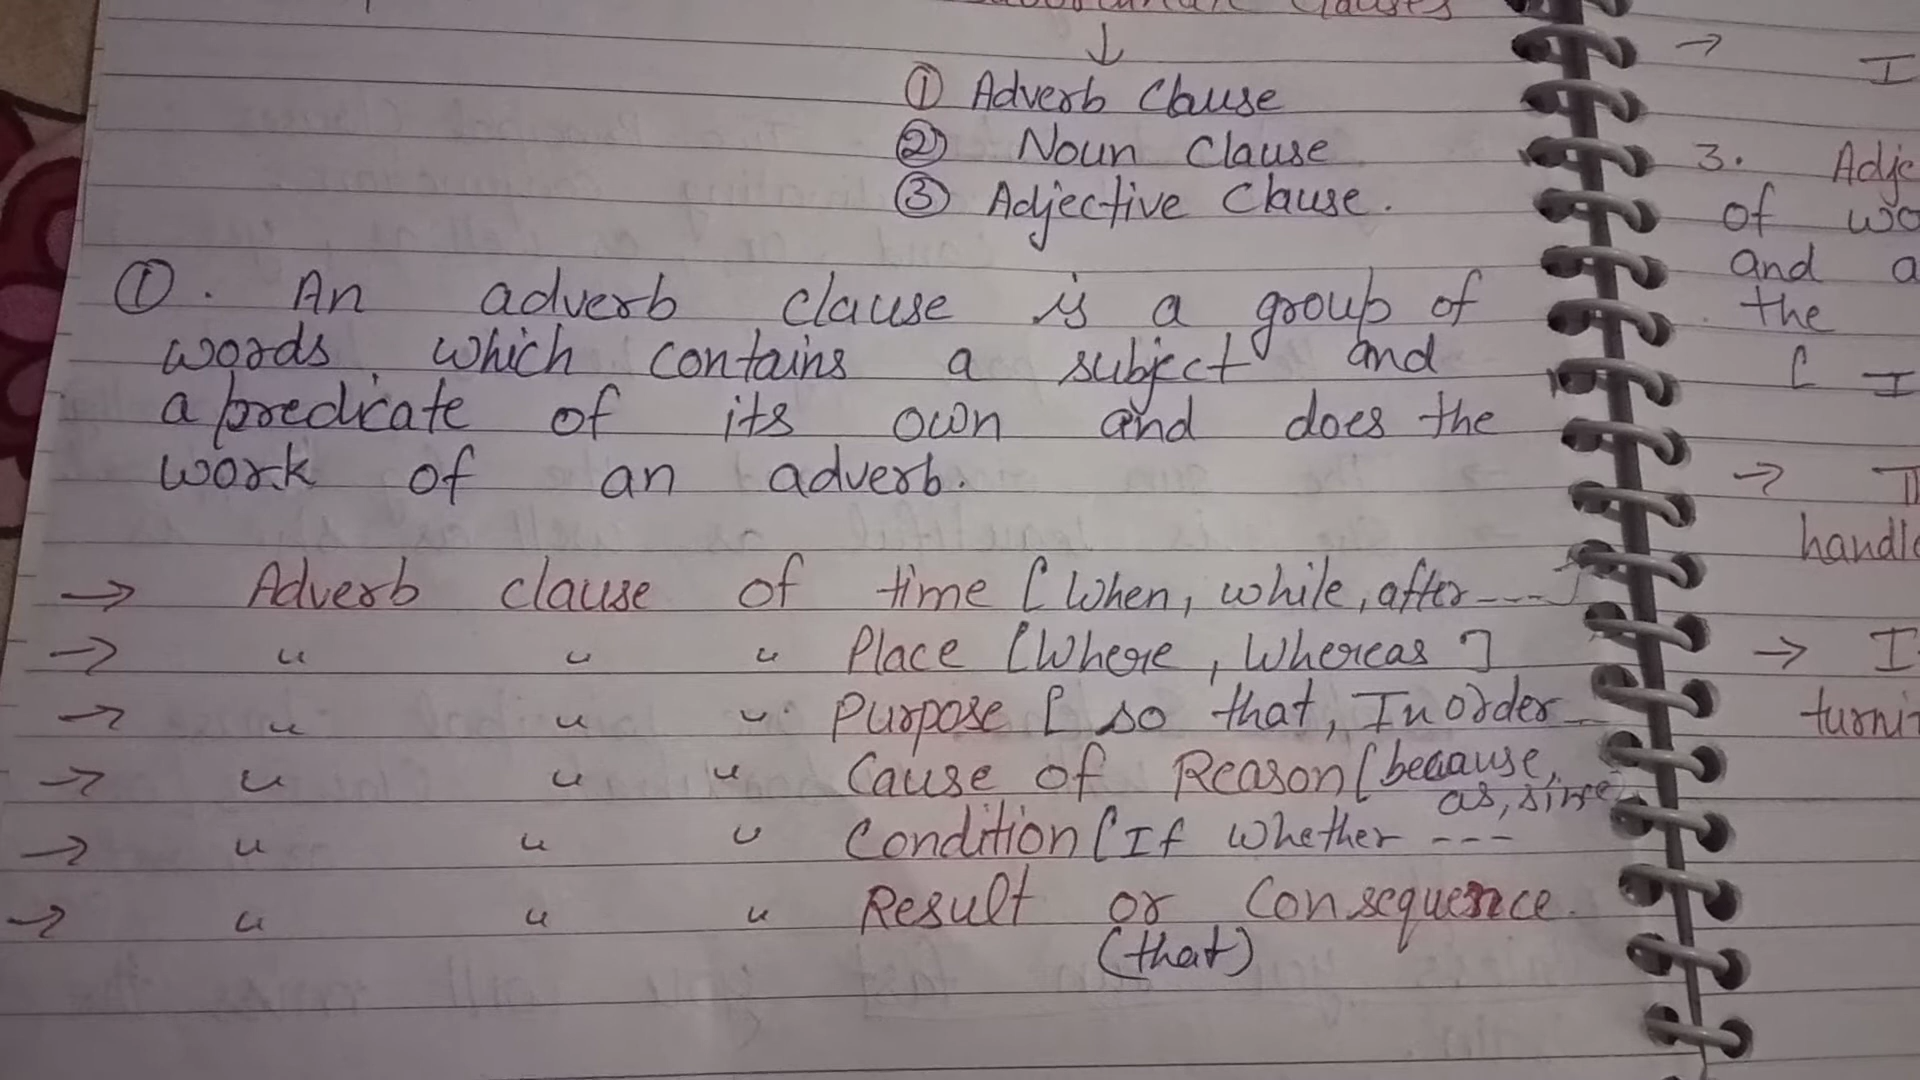 Clauses
↓
① Adverb Clause
② Noun Clause
③ Adjective Clause.
①. An adverb clause is a group of
words which contains a subject and
a predicate of its own and does the
work of an adverb.
→ Adverb clause of time [When, while, after ----]
→ " " " Place [Where, Whereas]
→ " " " Purpose [so that, In order
→ " " " Cause of Reason [because,
as, since
→ " " " Condition [If whether ---
→ " " " Result or Consequence.
(that)
→ I
3. Adje
of wo
and a
the
[ I
→
handle
→ I
turni